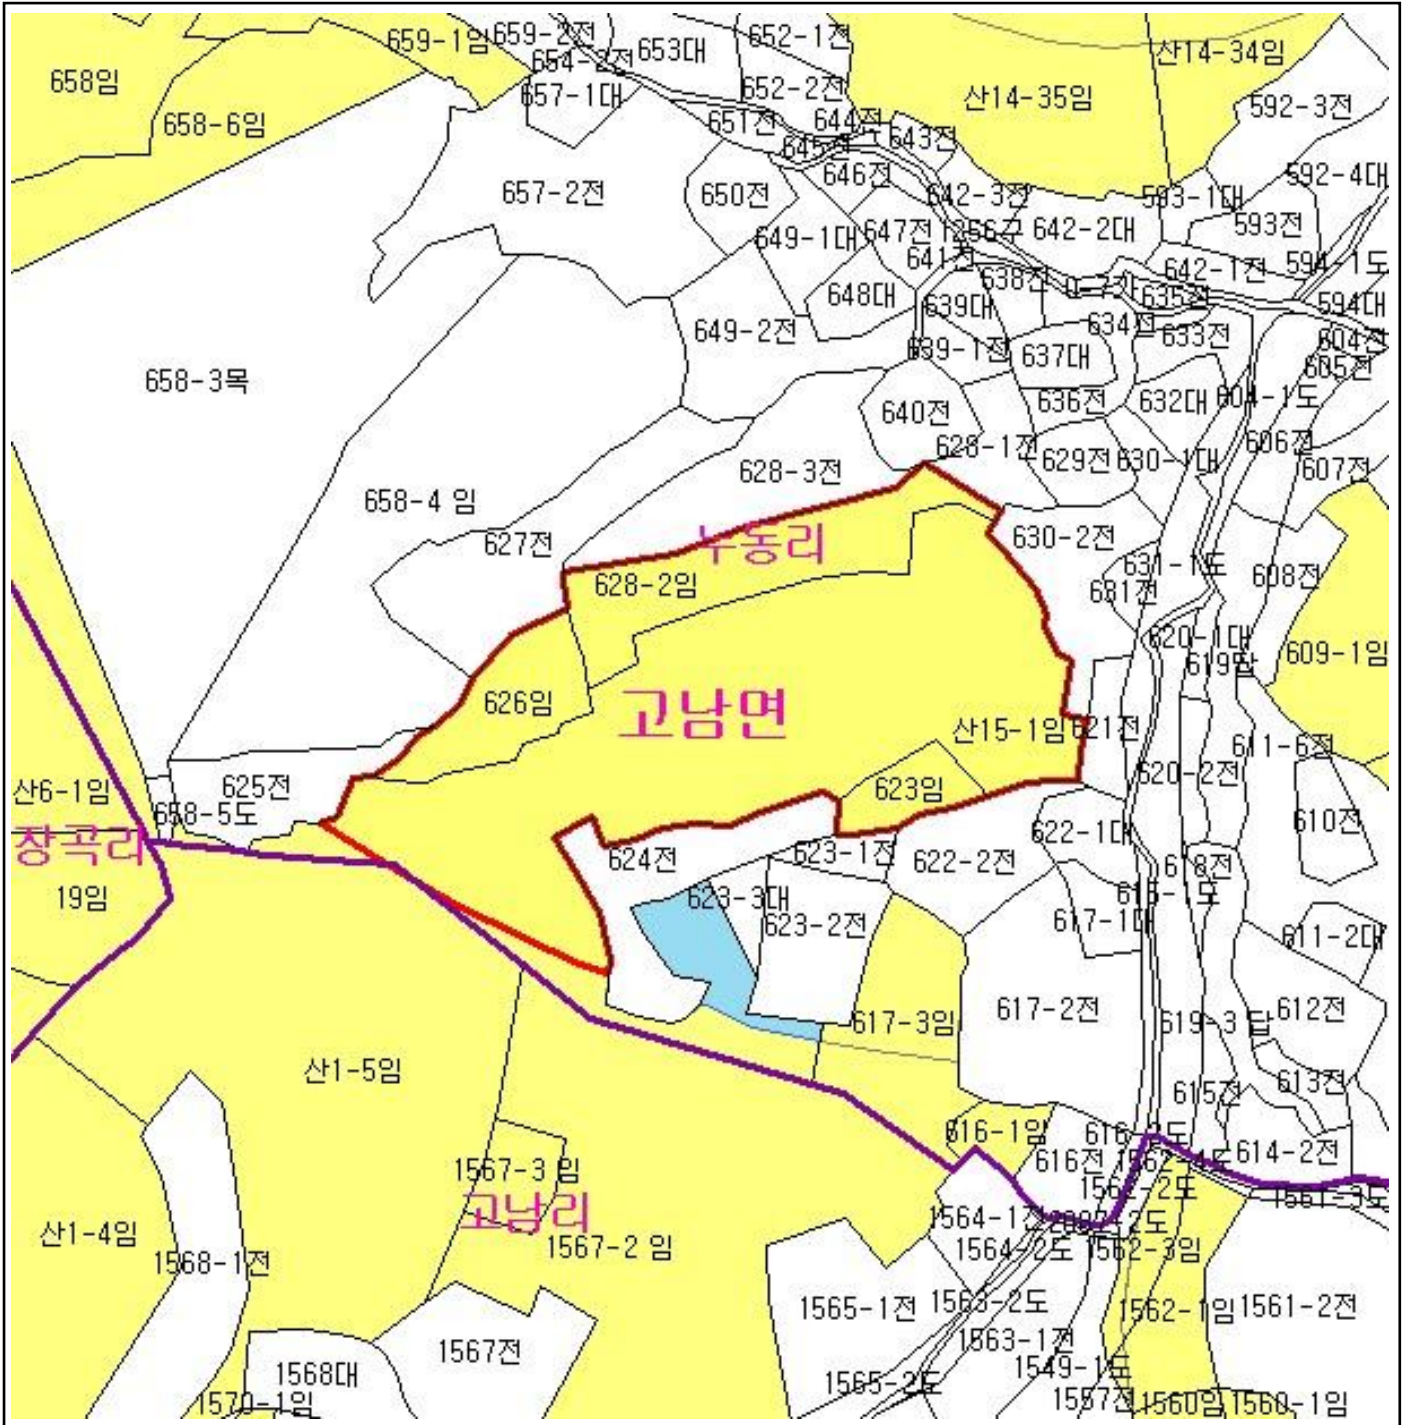 659-1임
659-2전
654-2전
653대
652-1전
산14-34임
658임
657-1대
652-2전
산14-35임
592-3전
658-6임
651전
644전
643전
646전
592-4대
657-2전
650전
642-3전
593-1대
649-1대
647전
642-2대
593전
641전
638전
642-1전
594-1도
648대
639대
635전
594대
649-2전
634전
633전
604전
639-1전
637대
605전
658-3목
640전
636전
632대
604-1도
628-1전
606전
628-3전
629전
630-1대
607전
658-4 임
627전
누동리
630-2전
628-2임
631-1도
608전
631전
620-1대
619답
609-1임
626임
고남면
산15-1임
621전
611-6전
산6-1임
625전
658-5도
623임
620-2전
장곡리
624전
623-1전
622-1대
610전
622-2전
618전
19임
623-3대
623-2전
617-1대
611-2대
617-3임
617-2전
619-3 답
612전
산1-5임
615전
613전
616-1임
616-2도
1567-3 임
616전
1562-4도
614-2전
1562-2도
1561-3도
고남리
1564-1전
산1-4임
1568-1전
1567-2 임
1564-2도
1562-3임
1565-1전
1563-2도
1562-1임
1561-2전
1567전
1563-1전
1568대
1549-1도
1565-2도
1570-1임
1557전
1560임
1560-1임